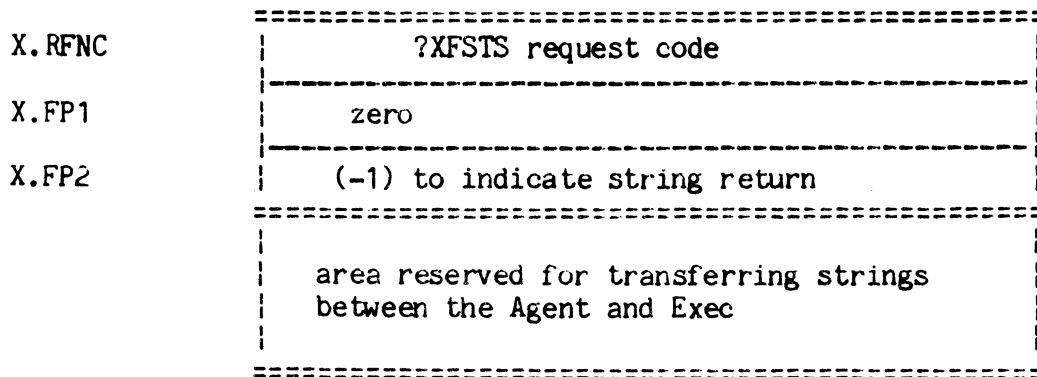 X.RFNC ?XFSTS request code
X.FP1 zero
X.FP2 (-1) to indicate string return
area reserved for transferring strings
between the Agent and Exec